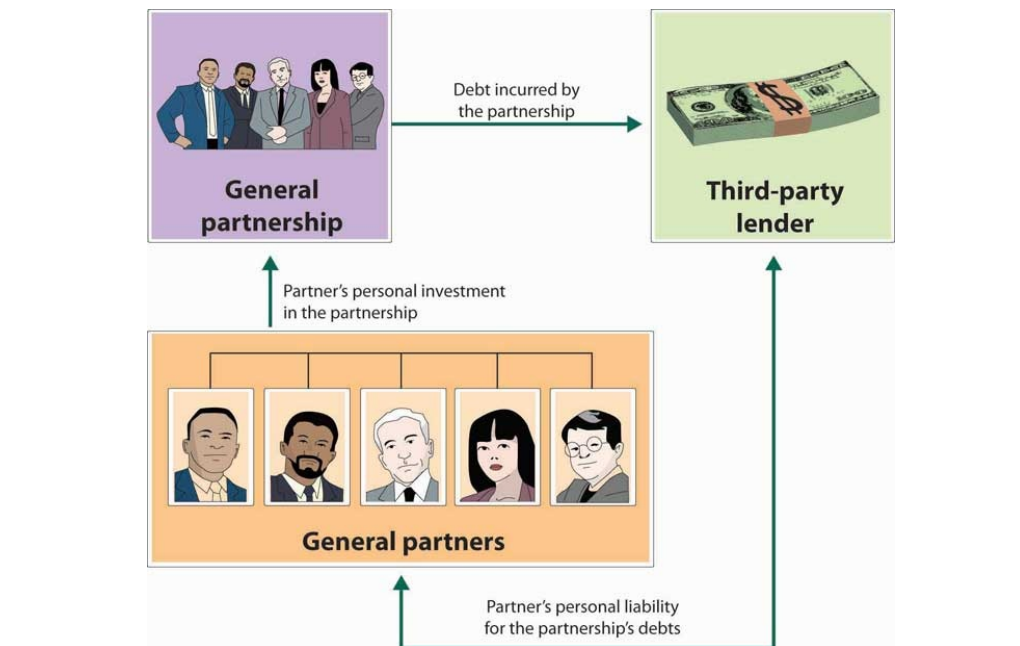 Debt incurred by
the partnership
General
partnership
Third-party
lender
Partner's personal investment
in the partnership
General partners
Partner's personal liability
for the partnership's debts